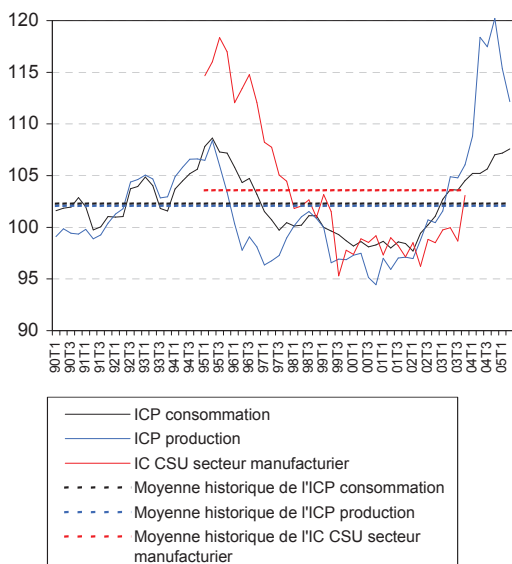 120
115
110
105
100
95
90
90T1
90T3
91T1
91T3
92T1
92T3
93T1
93T3
94T1
94T3
95T1
95T3
96T1
96T3
97T1
97T3
98T1
98T3
99T1
99T3
00T1
00T3
01T1
01T3
02T1
02T3
03T1
03T3
04T1
04T3
05T1
ICP consommation
ICP production
IC CSU secteur manufacturier
Moyenne historique de l'ICP consommation
Moyenne historique de l'ICP production
Moyenne historique de l'IC CSU secteur
manufacturier